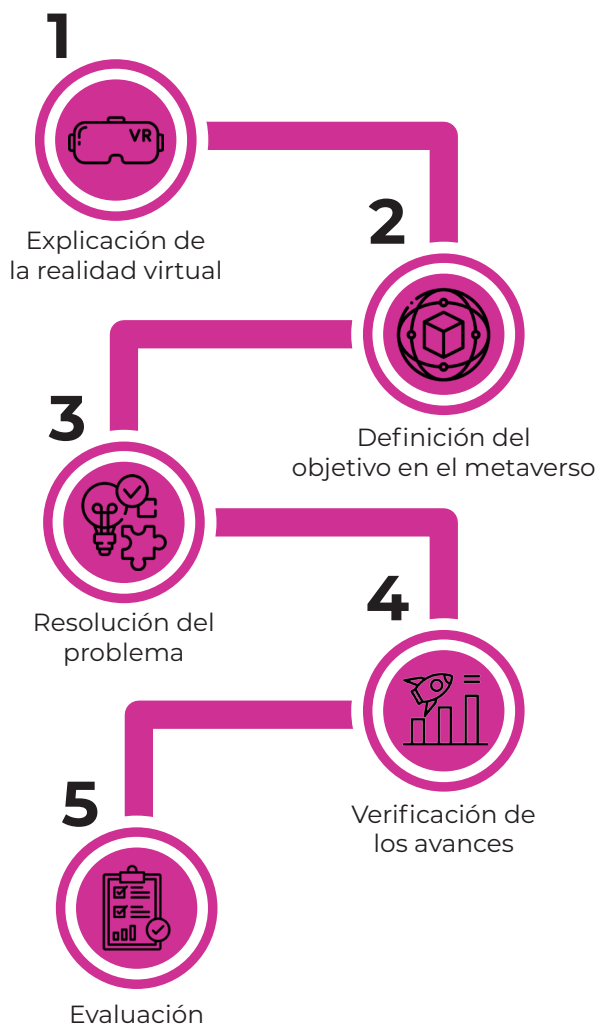 1
VR
Explicación de
la realidad virtual
2
Definición del
objetivo en el metaverso
3
Resolución del
problema
4
Verificación de
los avances
5
Evaluación